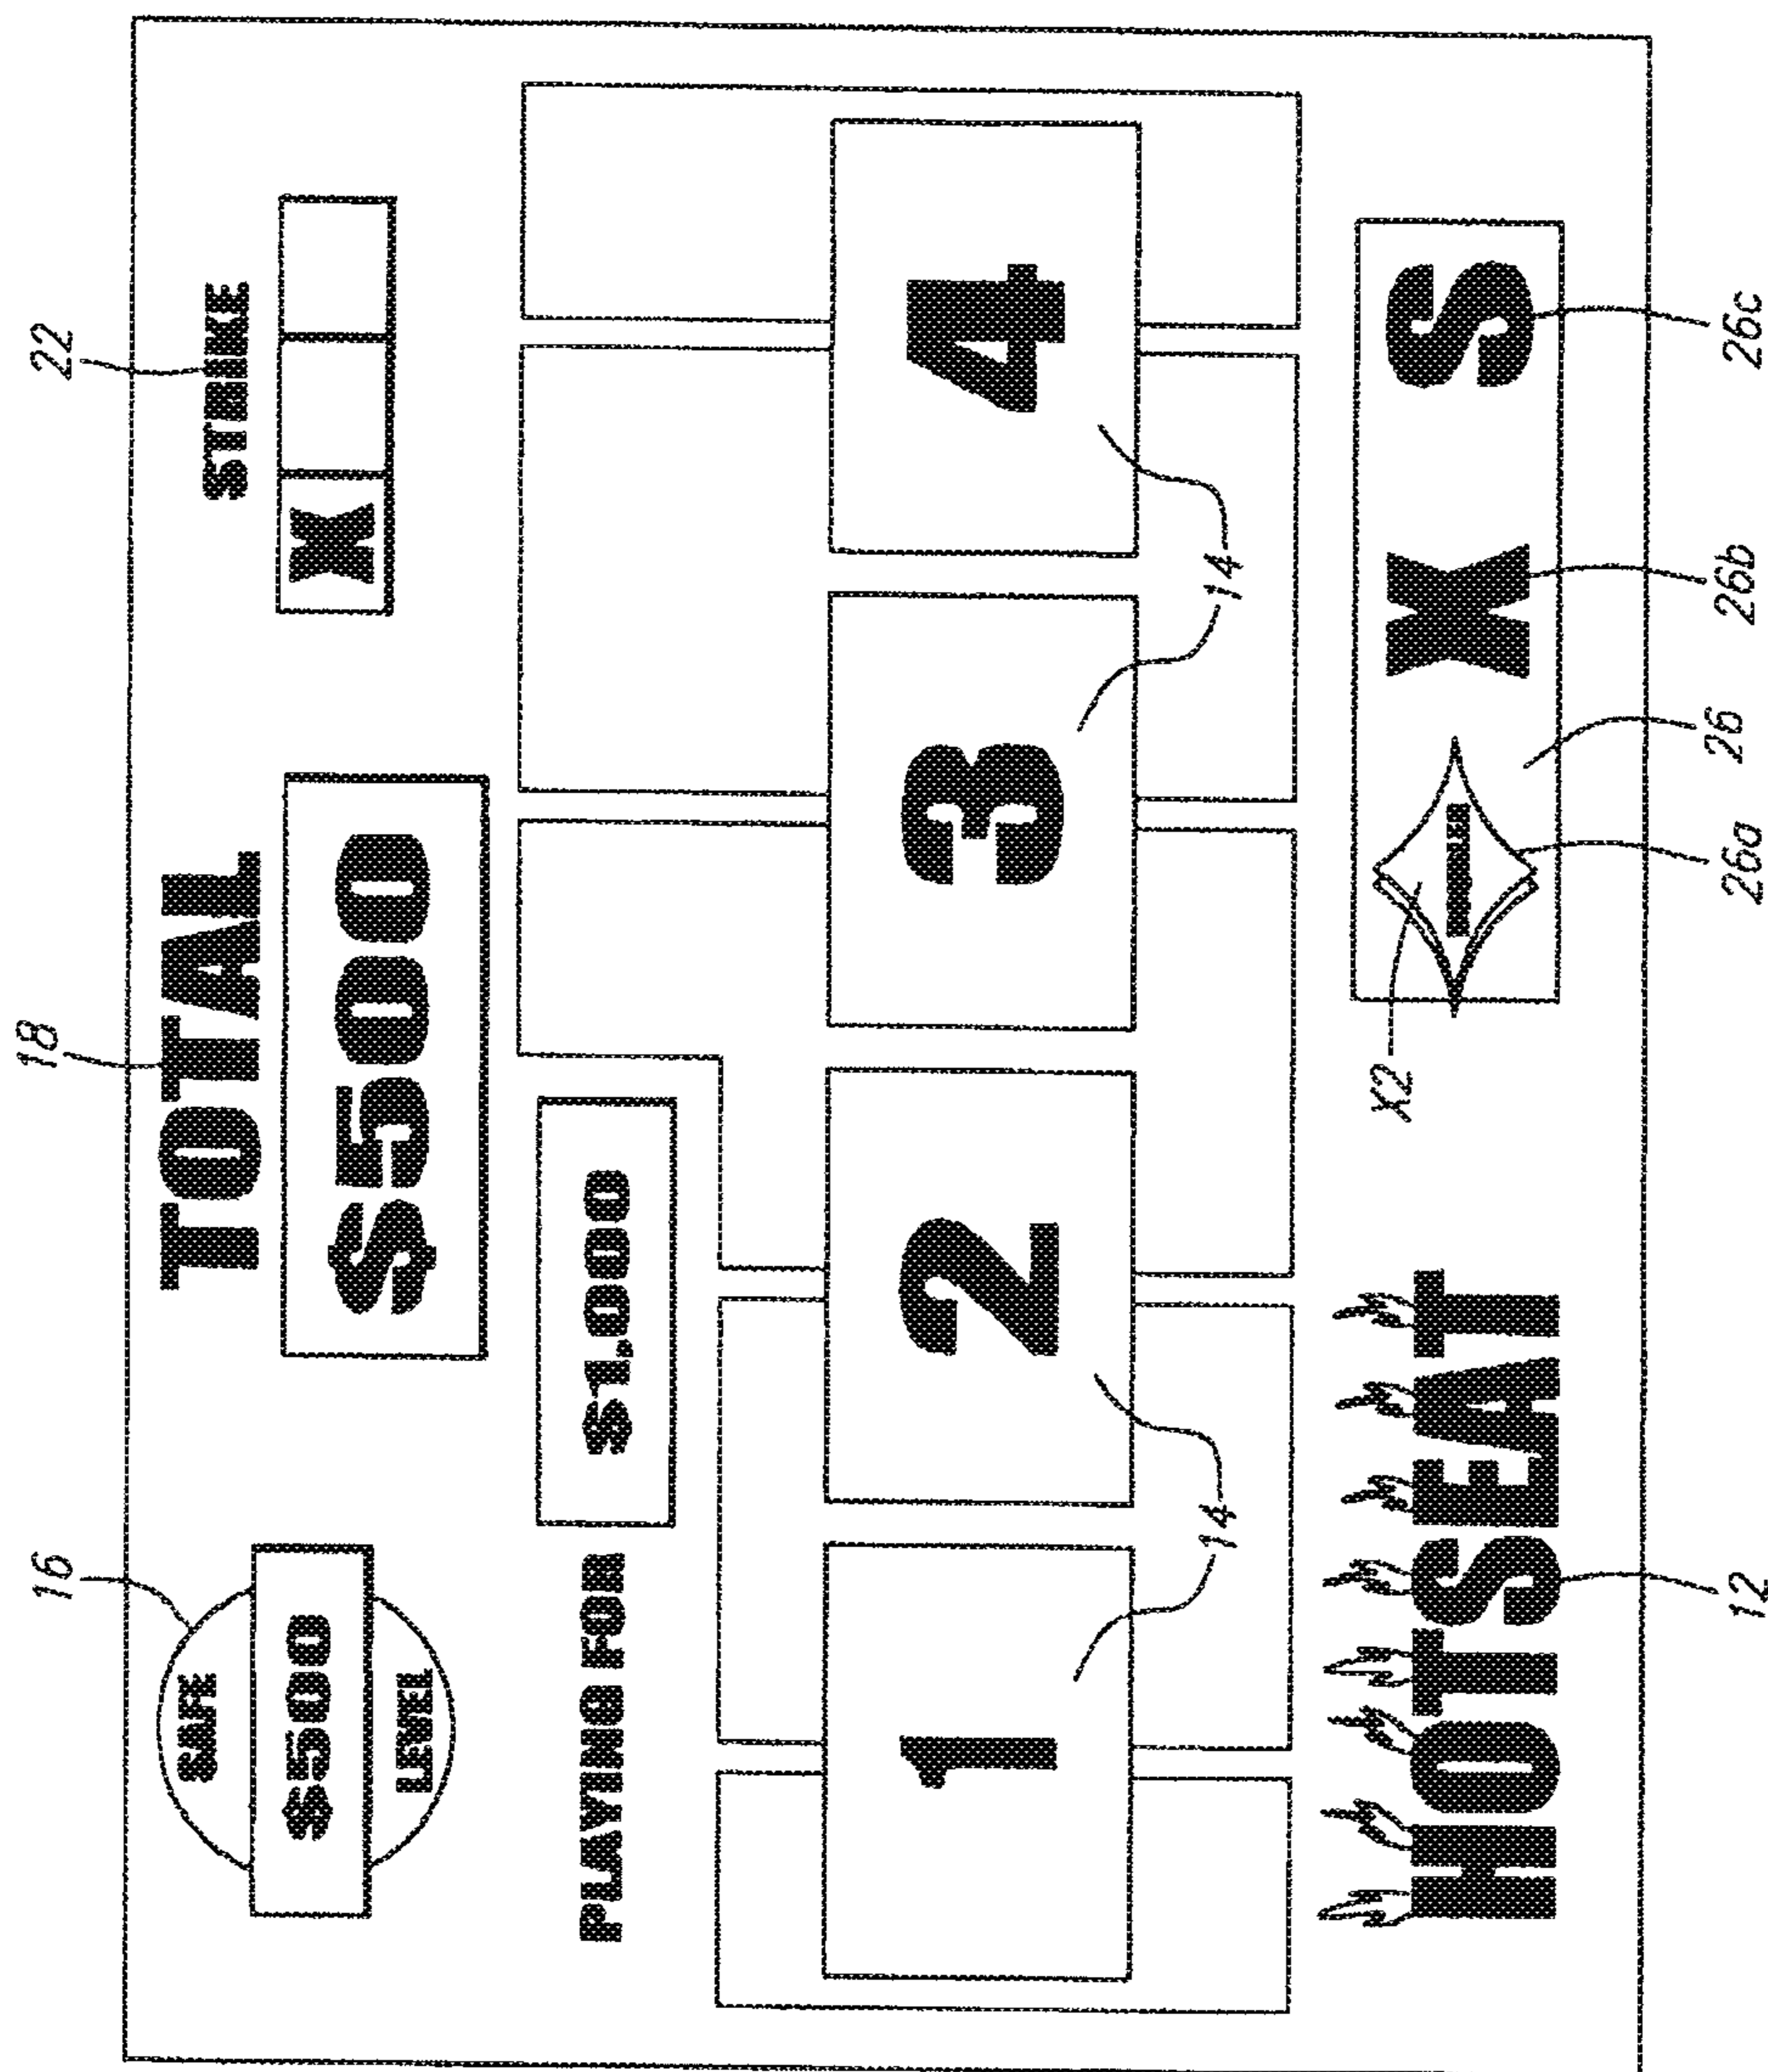 16 18 22
SAFE
$500
LEVEL
TOTAL
$500
STRIKE
X
PLAYING FOR $1,000
1 2 3 4
14 14
HOTSEAT
X2
X S
12 26a 26 26b 26c